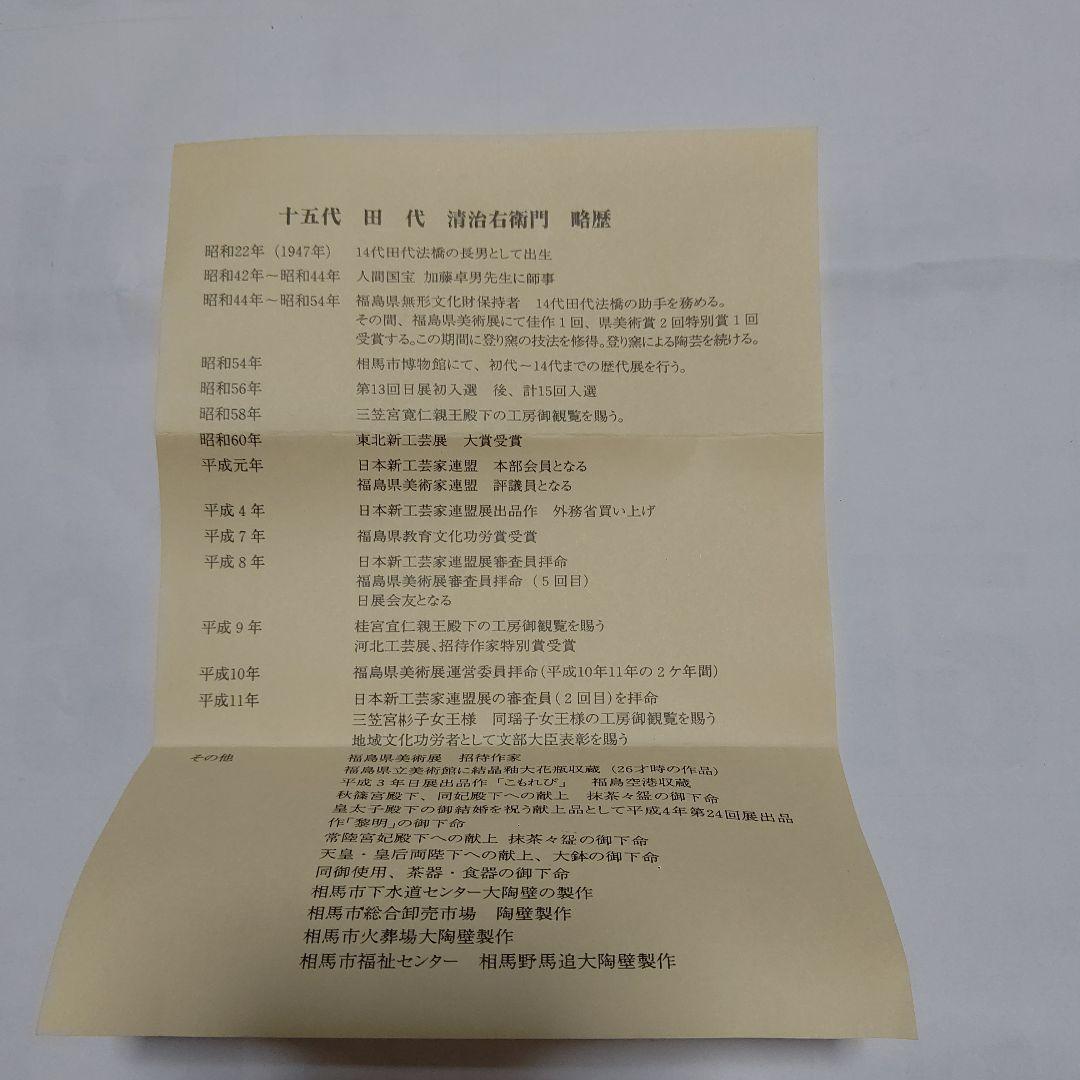 十五代 田 代 清治右衛門 略歴
昭和22年（1947年） 14代田代法橋の長男として出生
昭和42年～昭和44年 人間国宝 加藤卓男先生に師事
昭和44年～昭和54年 福島県無形文化財保持者 14代田代法橋の助手を務める。
その間、福島県美術展にて佳作1回、県美術賞2回特別賞1回
受賞する。この期間に登り窯の技法を修得。登り窯による陶芸を続ける。
昭和54年 相馬市博物館にて、初代～14代までの歴代展を行う。
昭和56年 第13回日展初入選 後、計15回入選
昭和58年 三笠宮寛仁親王殿下の工房御観覧を賜う。
昭和60年 東北新工芸展 大賞受賞
平成元年 日本新工芸家連盟 本部会員となる
福島県美術家連盟 評議員となる
平成4年 日本新工芸家連盟展出品作 外務省買い上げ
平成7年 福島県教育文化功労賞受賞
平成8年 日本新工芸家連盟展審査員拝命
福島県美術展審査員拝命（5回目）
日展会友となる
平成9年 桂宮宜仁親王殿下の工房御観覧を賜う
河北工芸展、招待作家特別賞受賞
平成10年 福島県美術展運営委員拝命（平成10年11年の2ケ年間）
平成11年 日本新工芸家連盟展の審査員（2回目）を拝命
三笠宮彬子女王様 同瑶子女王様の工房御観覧を賜う
地域文化功労者として文部大臣表彰を賜う
その他 福島県美術展 招待作家
福島県立美術館に結晶釉大花瓶収蔵（26才時の作品）
平成3年日展出品作「こもれび」 福島空港収蔵
秋篠宮殿下、同妃殿下への献上 抹茶々盌の御下命
皇太子殿下の御結婚を祝う献上品として平成4年第24回展出品
作「黎明」の御下命
常陸宮妃殿下への献上 抹茶々盌の御下命
天皇・皇后両陛下への献上、大鉢の御下命
同御使用、茶器・食器の御下命
相馬市下水道センター大陶壁の製作
相馬市総合卸売市場 陶壁製作
相馬市火葬場大陶壁製作
相馬市福祉センター 相馬野馬追大陶壁製作